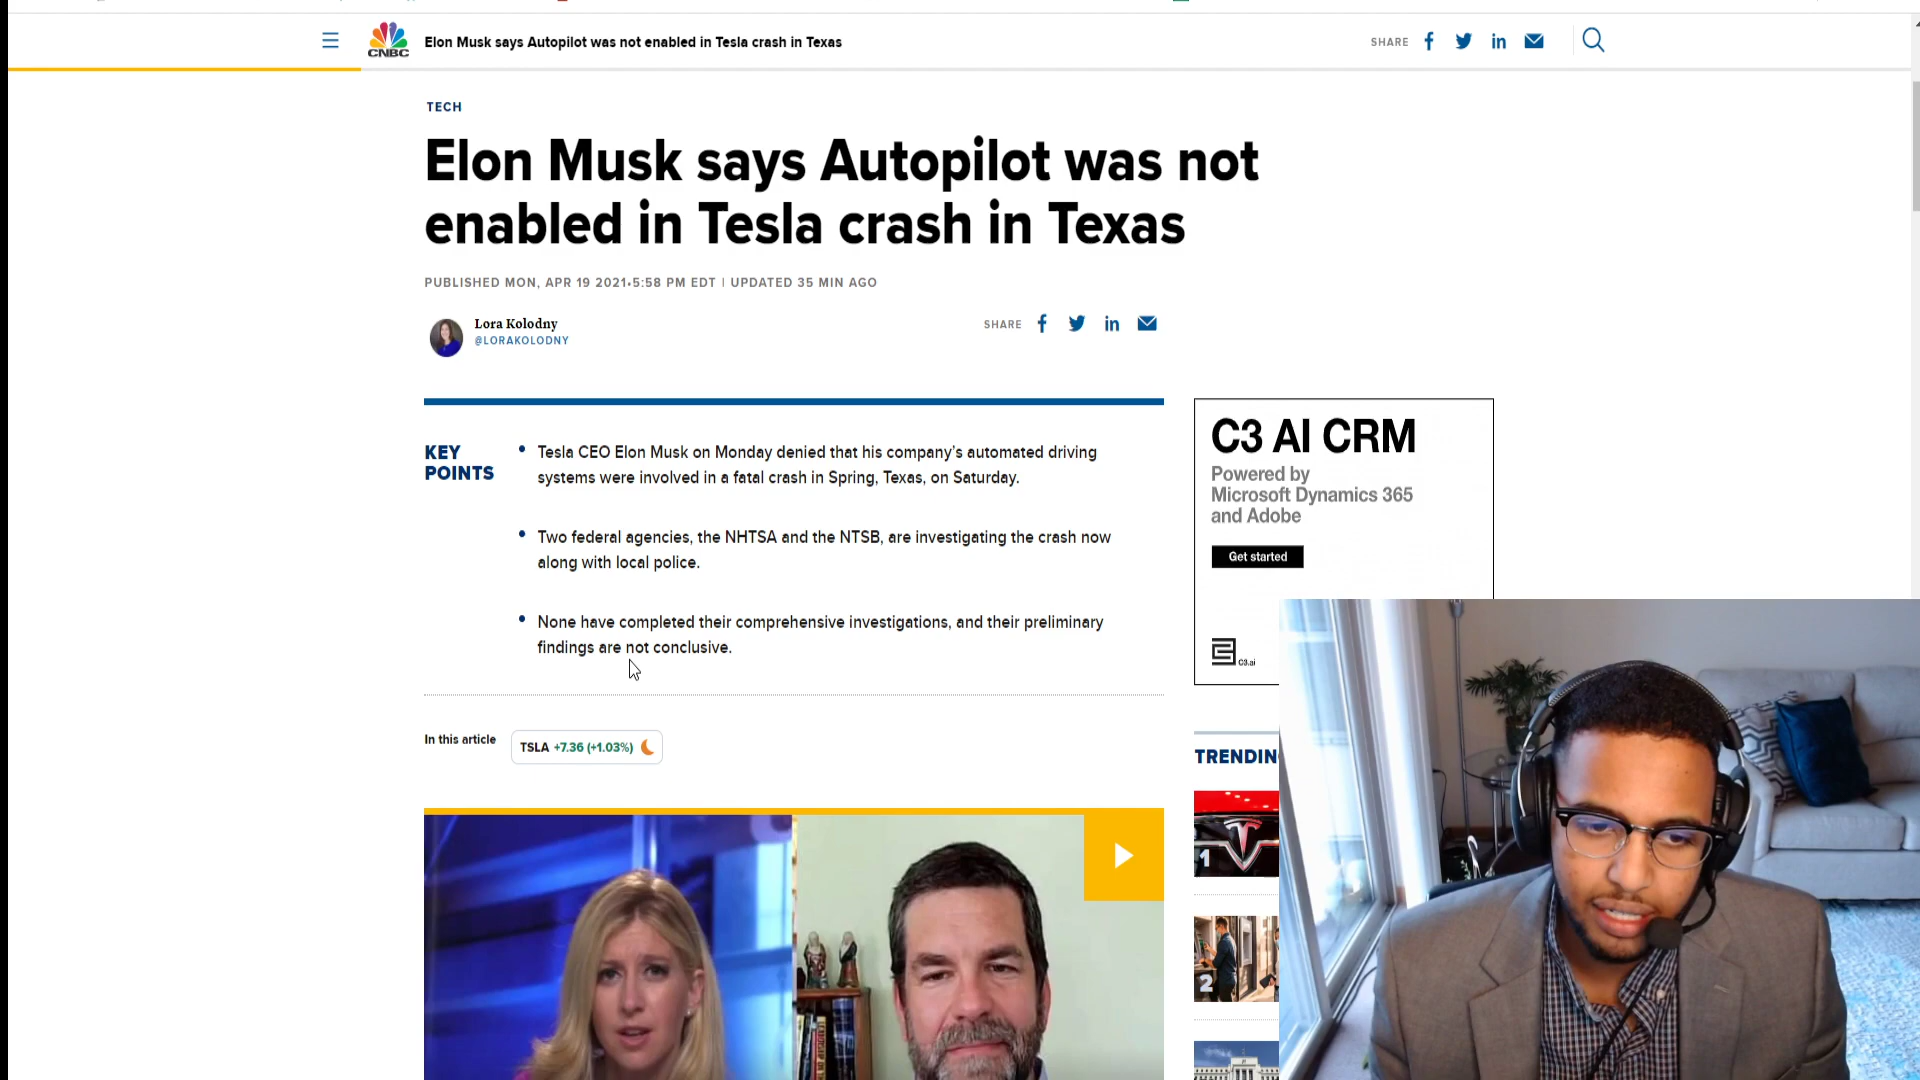 CNBC
Elon Musk says Autopilot was not enabled in Tesla crash in Texas
SHARE
TECH
Elon Musk says Autopilot was not
enabled in Tesla crash in Texas
PUBLISHED MON, APR 19 2021•5:58 PM EDT | UPDATED 35 MIN AGO
Lora Kolodny
@LORAKOLODNY
SHARE
KEY
POINTS
• Tesla CEO Elon Musk on Monday denied that his company's automated driving
systems were involved in a fatal crash in Spring, Texas, on Saturday.
• Two federal agencies, the NHTSA and the NTSB, are investigating the crash now
along with local police.
• None have completed their comprehensive investigations, and their preliminary
findings are not conclusive.
In this article
TSLA +7.36 (+1.03%)
C3 AI CRM
Powered by
Microsoft Dynamics 365
and Adobe
Get started
C3.ai
TRENDIN
1
2